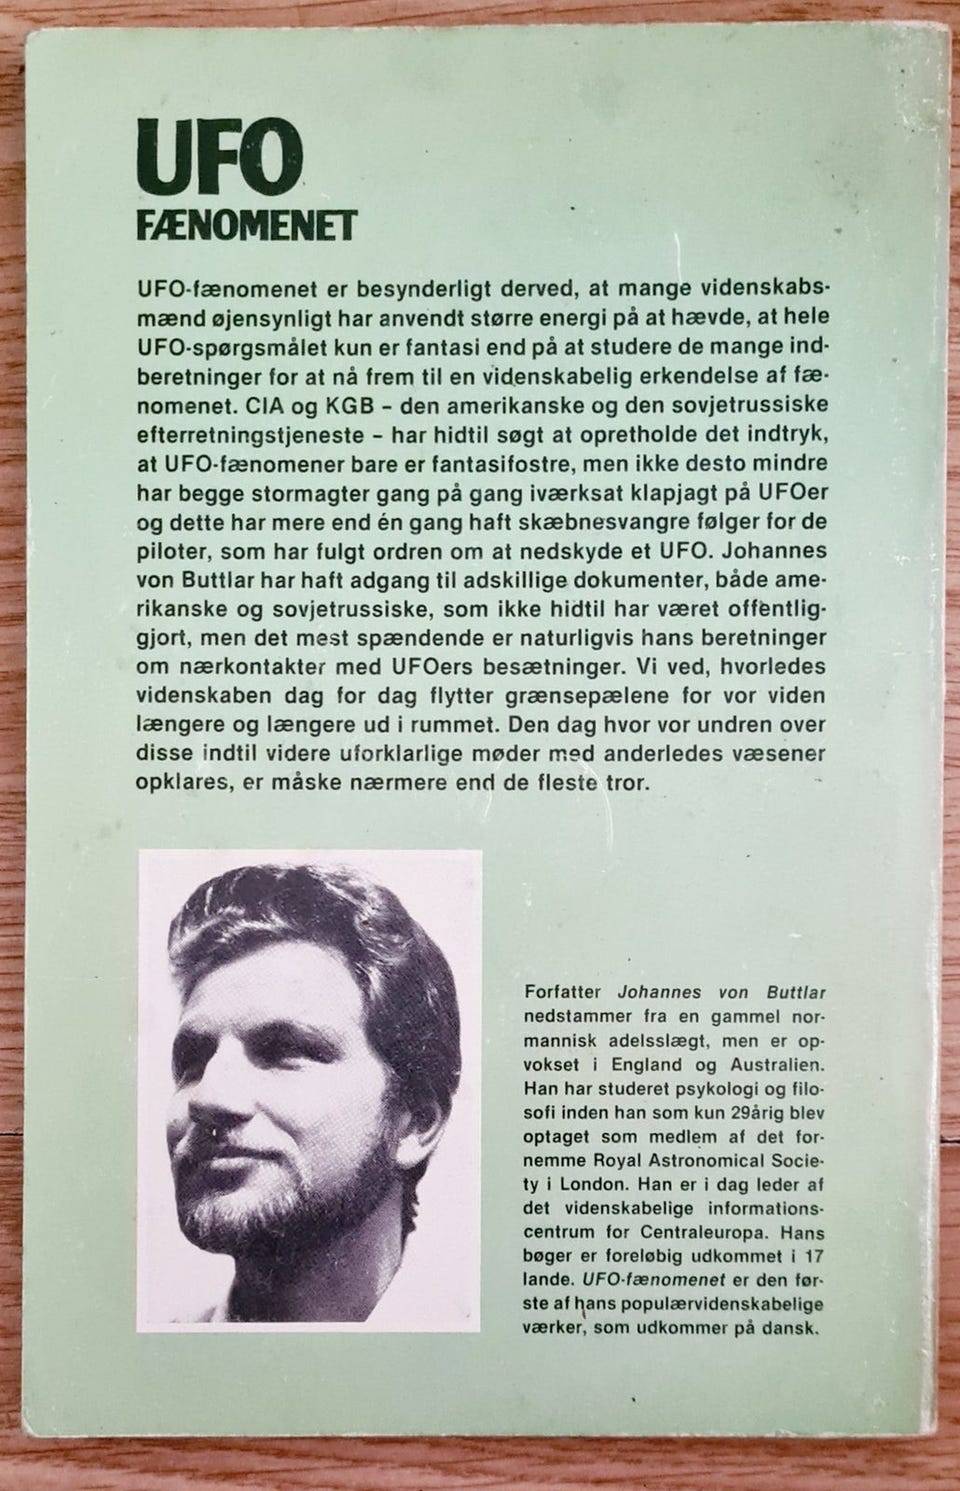 UFO
FÆNOMENET
UFO-fænomenet er besynderligt derved, at mange videnskabs-
mænd øjensynligt har anvendt større energi på at hævde, at hele
UFO-spørgsmålet kun er fantasi end på at studere de mange ind-
beretninger for at nå frem til en videnskabelig erkendelse af fæ-
nomenet. CIA og KGB – den amerikanske og den sovjetrussiske
efterretningstjeneste – har hidtil søgt at opretholde det indtryk,
at UFO-fænomener bare er fantasifostre, men ikke desto mindre
har begge stormagter gang på gang iværksat klapjagt på UFOer
og dette har mere end én gang haft skæbnesvangre følger for de
piloter, som har fulgt ordren om at nedskyde et UFO. Johannes
von Buttlar har haft adgang til adskillige dokumenter, både ame-
rikanske og sovjetrussiske, som ikke hidtil har været offentlig-
gjort, men det mest spændende er naturligvis hans beretninger
om nærkontakter med UFOers besætninger. Vi ved, hvorledes
videnskaben dag for dag flytter grænsepælene for vor viden
længere og længere ud i rummet. Den dag hvor vor undren over
disse indtil videre uforklarlige møder med anderledes væsener
opklares, er måske nærmere end de fleste tror.
Forfatter Johannes von Buttlar
nedstammer fra en gammel nor-
mannisk adelsslægt, men er op-
vokset i England og Australien.
Han har studeret psykologi og filo-
sofi inden han som kun 29årig blev
optaget som medlem af det for-
nemme Royal Astronomical Socie-
ty i London. Han er i dag leder af
det videnskabelige informations-
centrum for Centraleuropa. Hans
bøger er foreløbig udkommet i 17
lande. UFO-fænomenet er den før-
ste af hans populærvidenskabelige
værker, som udkommer på dansk.